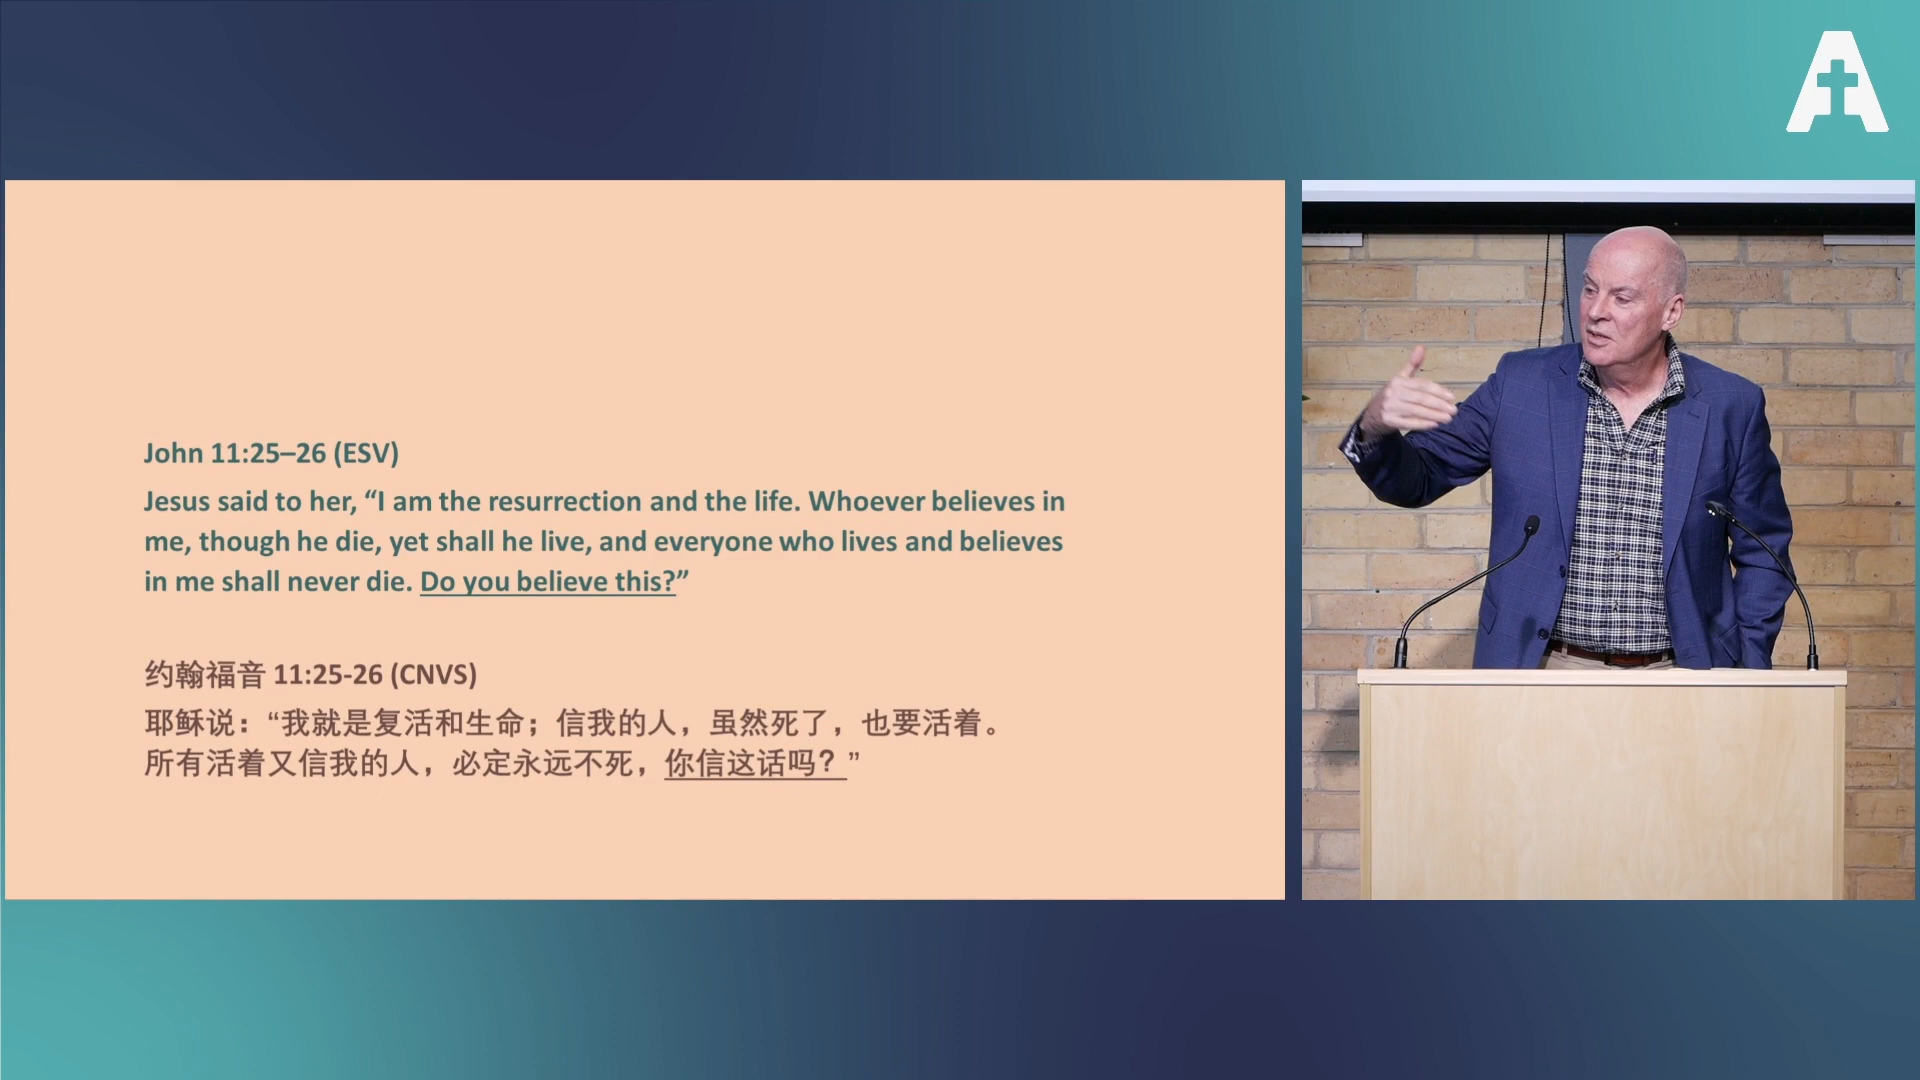 John 11:25–26 (ESV)
Jesus said to her, “I am the resurrection and the life. Whoever believes in
me, though he die, yet shall he live, and everyone who lives and believes
in me shall never die. Do you believe this?”
约翰福音 11:25-26 (CNVS)
耶稣说：“我就是复活和生命；信我的人，虽然死了，也要活着。
所有活着又信我的人，必定永远不死，你信这话吗？”